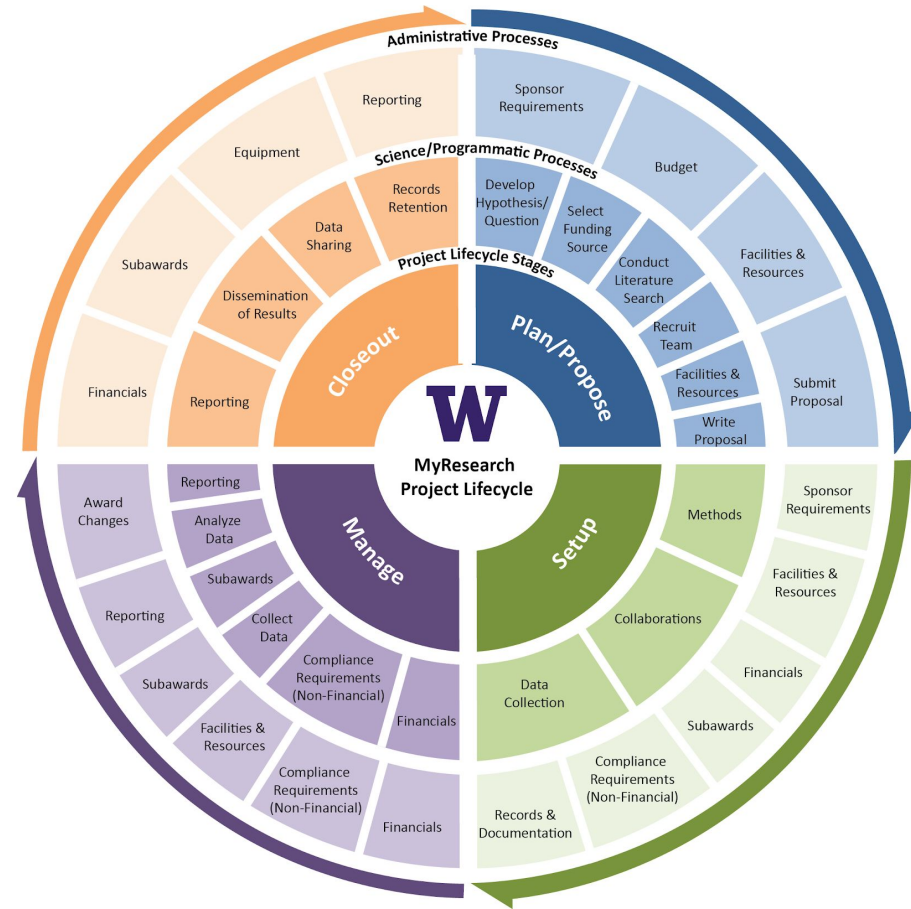 Administrative Processes
Science/Programmatic Processes
Project Lifecycle Stages
W
MyResearch
Project Lifecycle
Plan/Propose
Develop
Hypothesis/
Question
Select
Funding
Source
Conduct
Literature
Search
Recruit
Team
Facilities &
Resources
Write
Proposal
Sponsor
Requirements
Budget
Facilities &
Resources
Submit
Proposal
Setup
Methods
Collaborations
Data
Collection
Sponsor
Requirements
Facilities &
Resources
Financials
Subawards
Compliance
Requirements
(Non-Financial)
Records &
Documentation
Manage
Financials
Compliance
Requirements
(Non-Financial)
Collect
Data
Subawards
Analyze
Data
Reporting
Financials
Compliance
Requirements
(Non-Financial)
Facilities &
Resources
Subawards
Reporting
Award
Changes
Closeout
Reporting
Dissemination
of Results
Data
Sharing
Records
Retention
Financials
Subawards
Equipment
Reporting